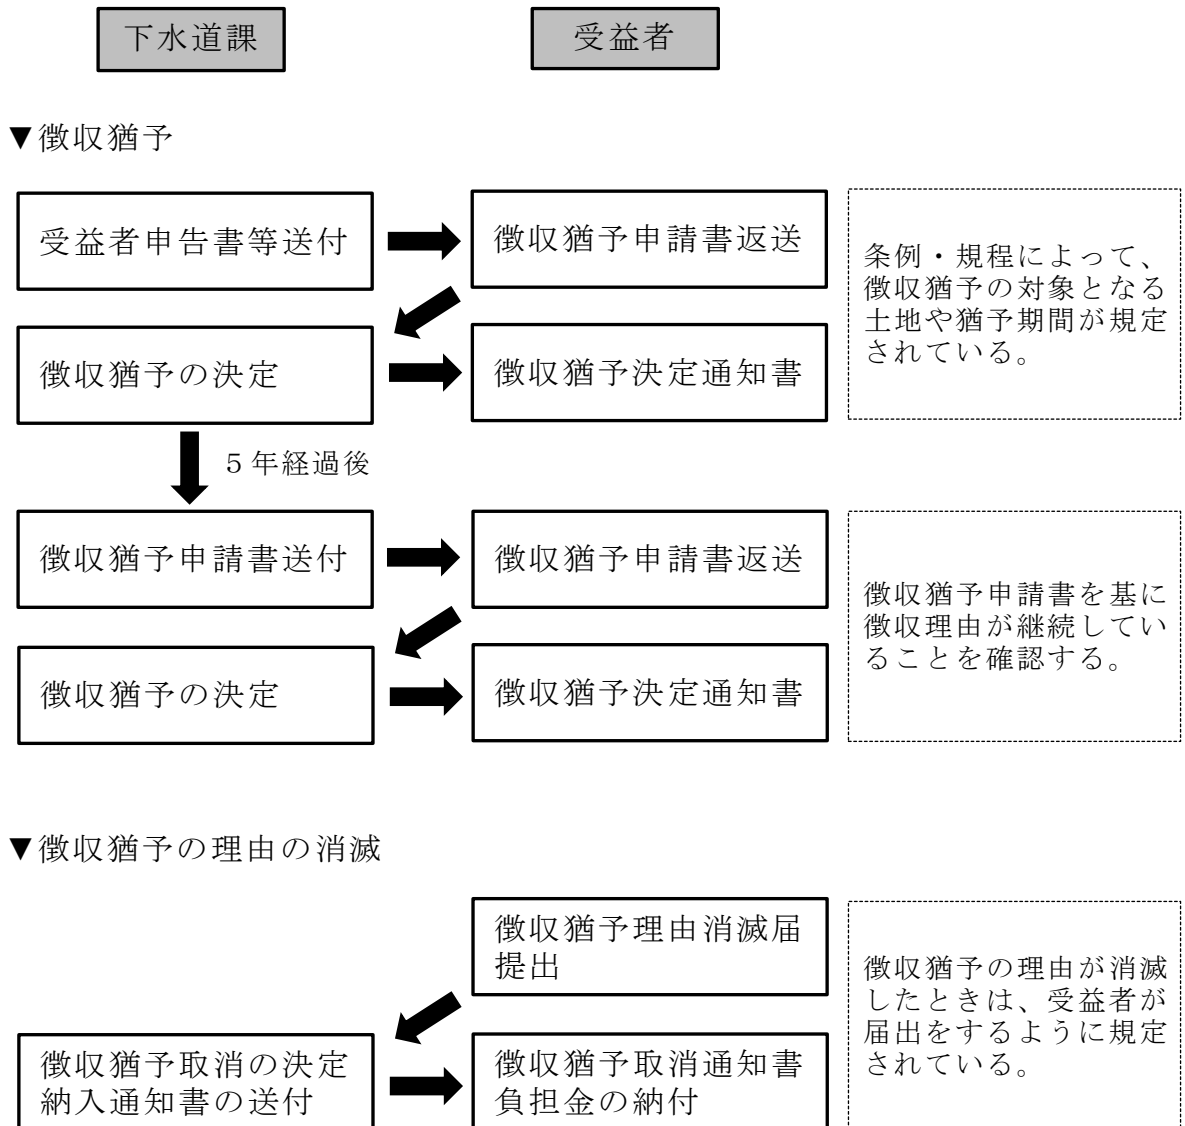 下水道課
受益者
▼徴収猶予
受益者申告書等送付
徴収猶予申請書返送
条例・規程によって、
徴収猶予の対象となる
土地や猶予期間が規定
されている。
徴収猶予の決定
徴収猶予決定通知書
５年経過後
徴収猶予申請書送付
徴収猶予申請書返送
徴収猶予申請書を基に
徴収理由が継続してい
ることを確認する。
徴収猶予の決定
徴収猶予決定通知書
▼徴収猶予の理由の消滅
徴収猶予理由消滅届
提出
徴収猶予の理由が消滅
したときは、受益者が
届出をするように規定
されている。
徴収猶予取消の決定
納入通知書の送付
徴収猶予取消通知書
負担金の納付